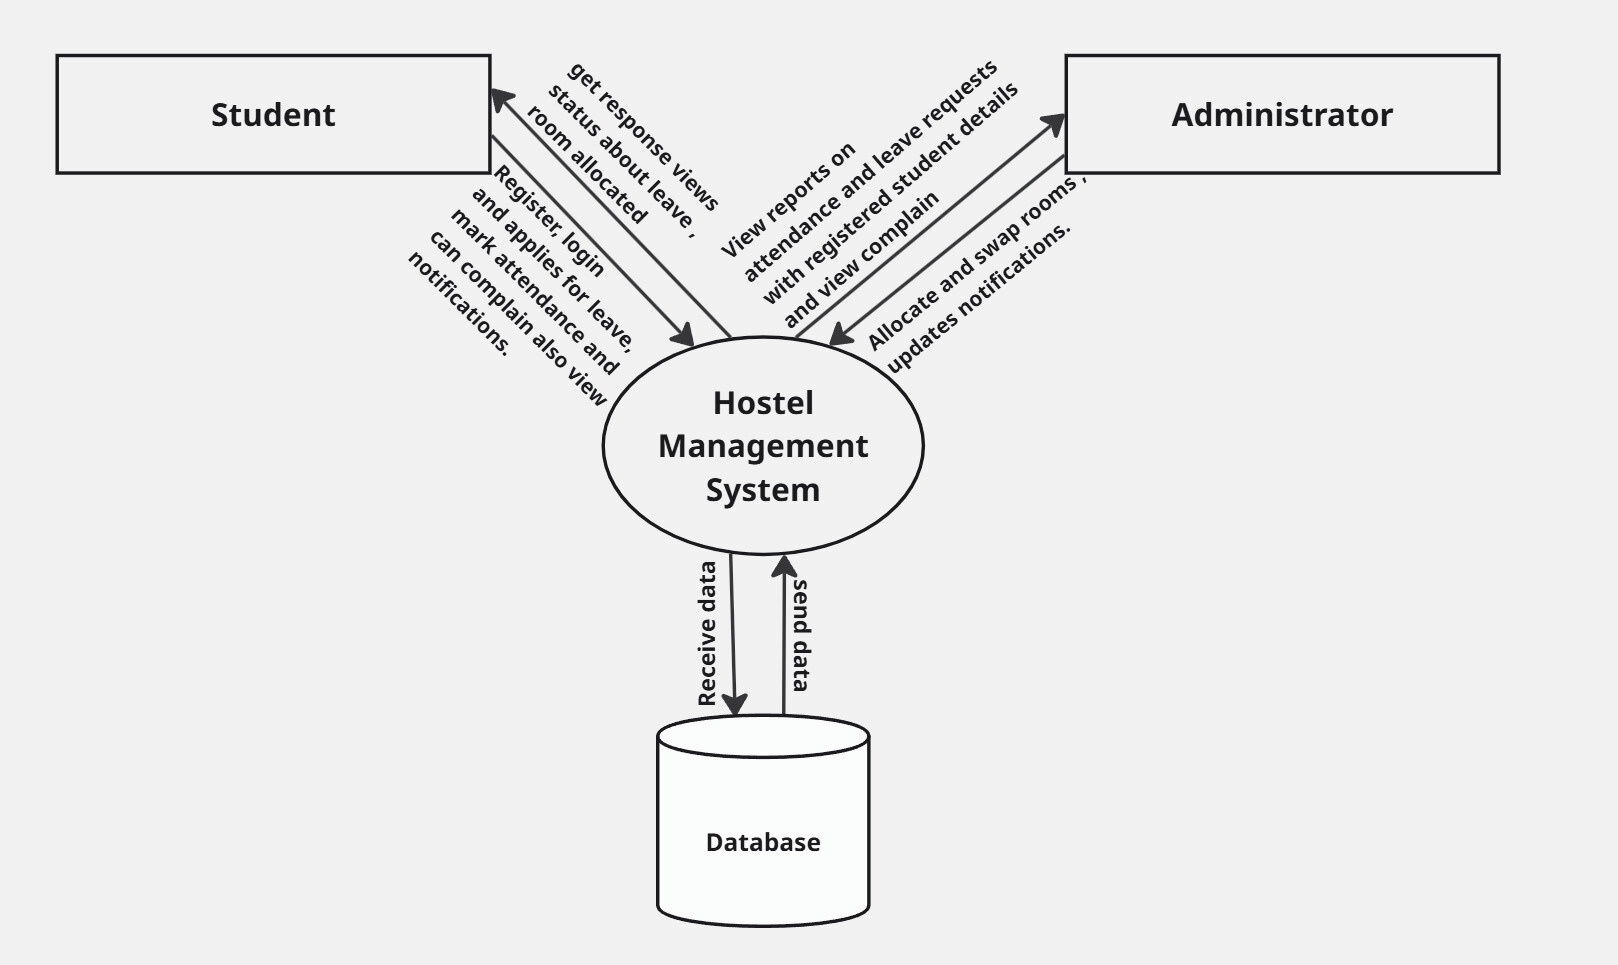 Student
Administrator
get response views
status about leave ,
room allocated
Register, login
and applies for leave,
mark attendance and
can complain also view
notifications.
View reports on
attendance and leave requests
with registered student details
and view complain
Allocate and swap rooms ,
updates notifications.
Hostel
Management
System
Receive data
send data
Database